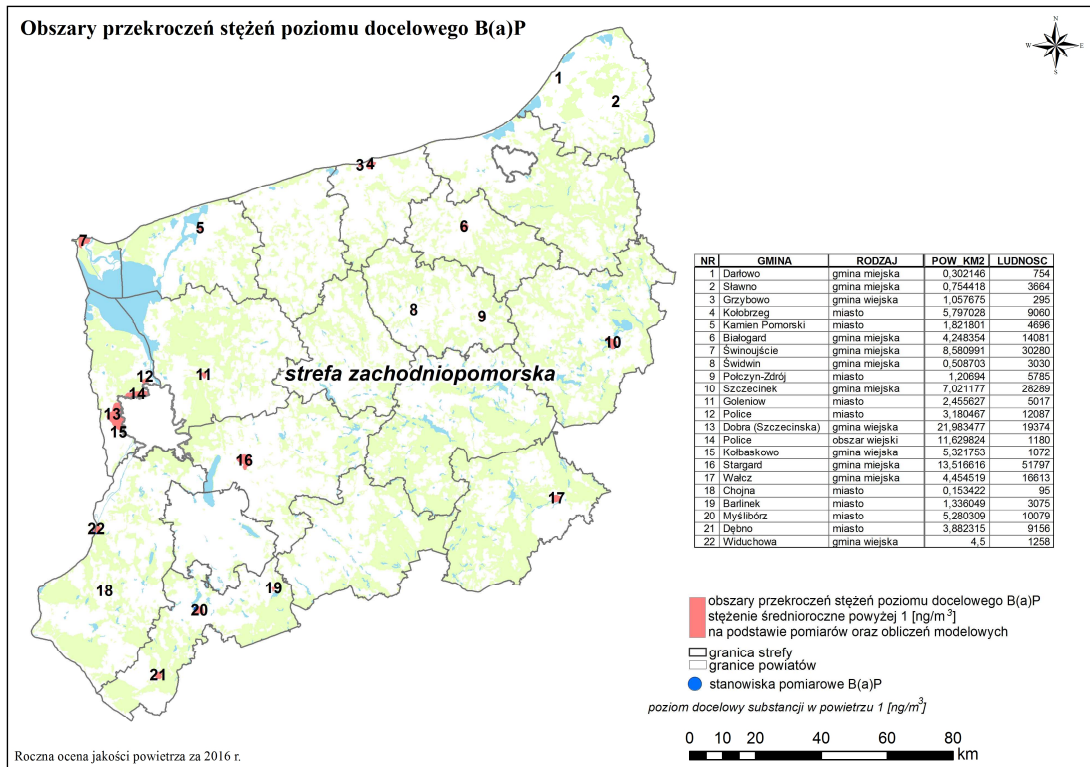 Obszary przekroczeń stężeń poziomu docelowego B(a)P
N
W E
S
1
2
3 4
5
6
7
8
9
10
strefa zachodniopomorska
11
12
14
13
15
16
17
22
18
19
20
21
NR GMINA RODZAJ POW_KM2 LUDNOSC
1 Darłowo gmina miejska 0,302146 754
2 Sławno gmina miejska 0,754418 3664
3 Grzybowo gmina wiejska 1,057675 295
4 Kołobrzeg miasto 5,797028 9060
5 Kamien Pomorski miasto 1,821801 4696
6 Białogard gmina miejska 4,248354 14081
7 Świnoujście gmina miejska 8,580991 30280
8 Świdwin gmina miejska 0,508703 3030
9 Połczyn-Zdrój miasto 1,20694 5785
10 Szczecinek gmina miejska 7,021177 28289
11 Goleniow miasto 2,455627 5017
12 Police miasto 3,180467 12087
13 Dobra (Szczecinska) gmina wiejska 21,983477 19374
14 Police obszar wiejski 11,629824 1180
15 Kołbaskowo gmina wiejska 5,321753 1072
16 Stargard gmina miejska 13,516616 51797
17 Wałcz gmina miejska 4,454519 16613
18 Chojna miasto 0,153422 95
19 Barlinek miasto 1,336049 3075
20 Myślibórz miasto 5,280309 10079
21 Dębno miasto 3,882315 9156
22 Widuchowa gmina wiejska 4,5 1258
obszary przekroczeń stężeń poziomu docelowego B(a)P
stężenie średnioroczne powyżej 1 [ng/m³]
na podstawie pomiarów oraz obliczeń modelowych
granica strefy
granice powiatów
stanowiska pomiarowe B(a)P
poziom docelowy substancji w powietrzu 1 [ng/m³]
0 5 10 20 40 60 80
km
Roczna ocena jakości powietrza za 2016 r.